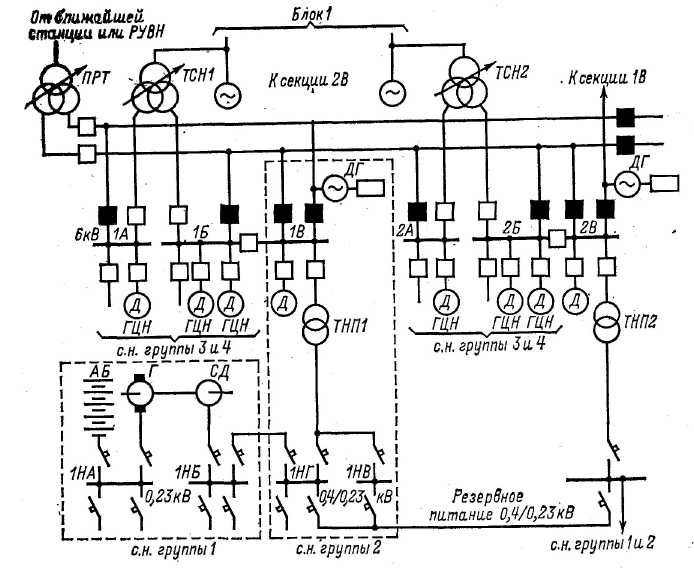 От ближайшей
станции или РУВН
Блок 1
ПРТ
ТСН1
К секции 2В
ТСН2
К секции 1В
~
~
ДГ
~
ДГ
~
6кВ
1А
1Б
1В
2А
2Б
2В
Д
Д
Д
Д
Д
Д
Д
Д
ГЦН
ГЦН
ГЦН
ГЦН
ГЦН
ГЦН
ТНП1
ТНП2
с.н. группы 3 и 4
с.н. группы 3 и 4
АБ
Г
СД
1НА
0,23кВ
1НБ
1НГ
0,4/0,23
1НВ
кВ
Резервное
питание 0,4/0,23кВ
с.н. группы 1
с.н. группы 2
с.н. группы 1 и 2